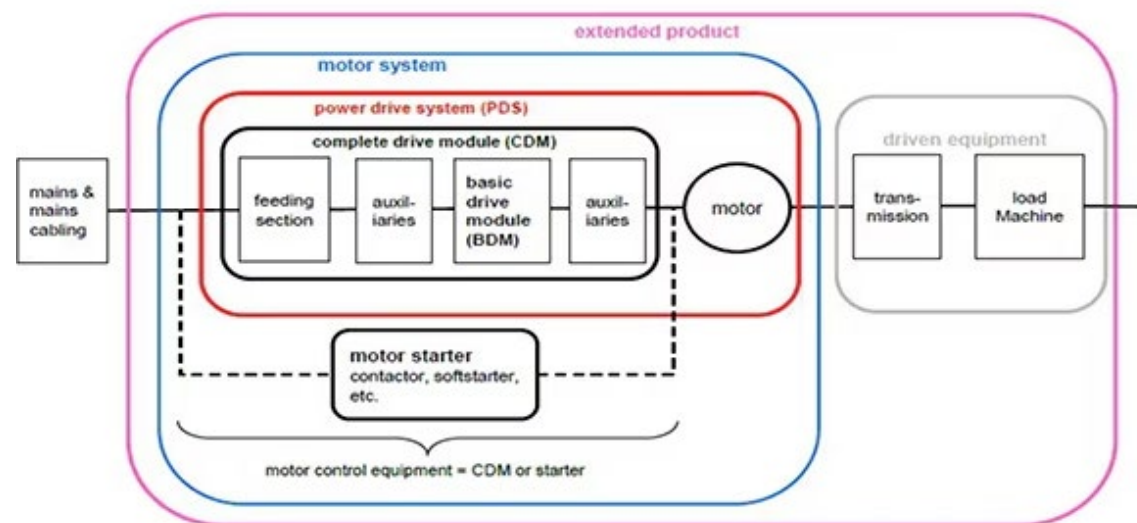 extended product
motor system
power drive system (PDS)
complete drive module (CDM)
driven equipment
mains &
mains
cabling
feeding
section
auxil-
iaries
basic
drive
module
(BDM)
auxil-
iaries
motor
trans-
mission
load
Machine
motor starter
contactor, softstarter,
etc.
motor control equipment = CDM or starter